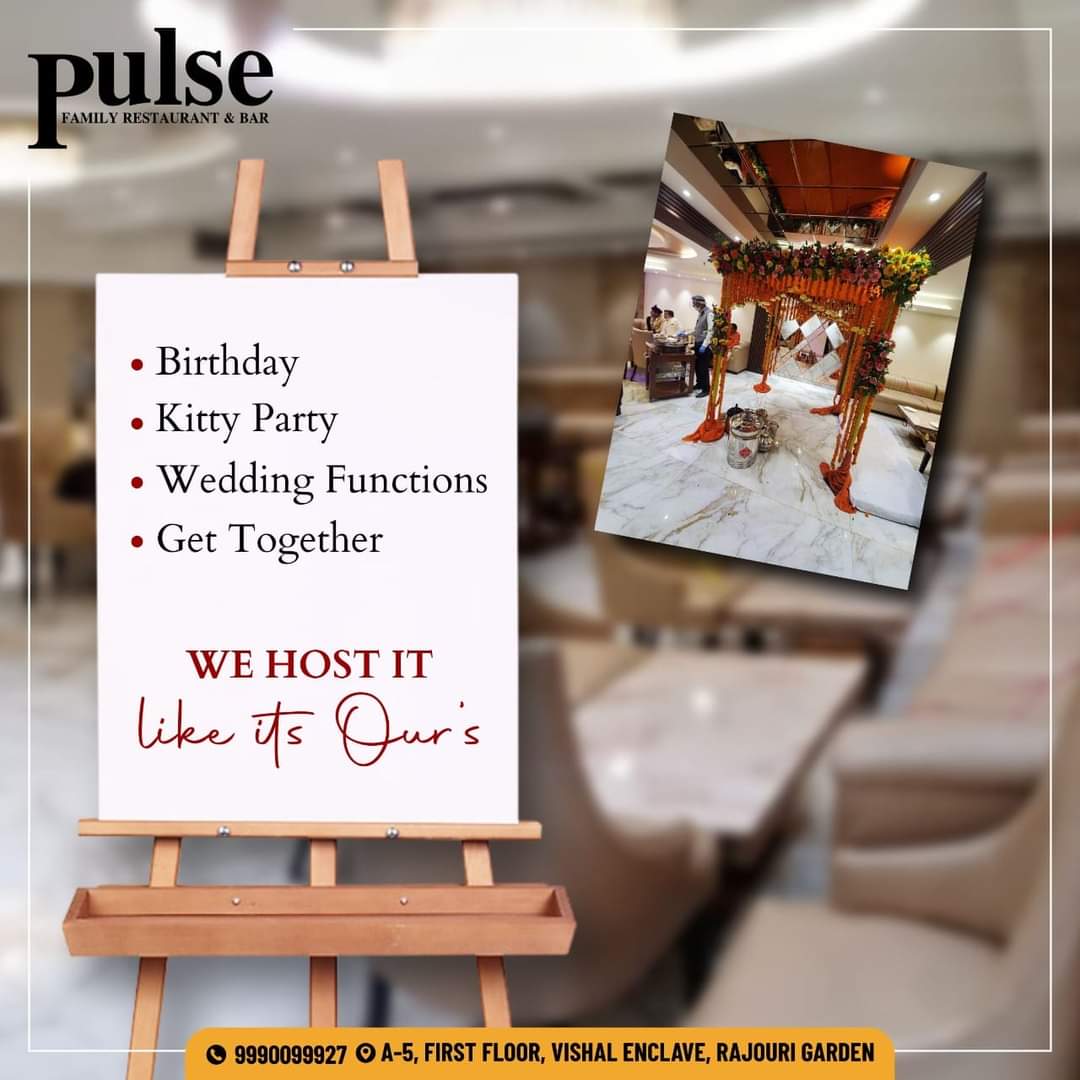 Pulse
FAMILY RESTAURANT & BAR
• Birthday
• Kitty Party
• Wedding Functions
• Get Together
WE HOST IT
like its Our's
9990099927 A-5, FIRST FLOOR, VISHAL ENCLAVE, RAJOURI GARDEN